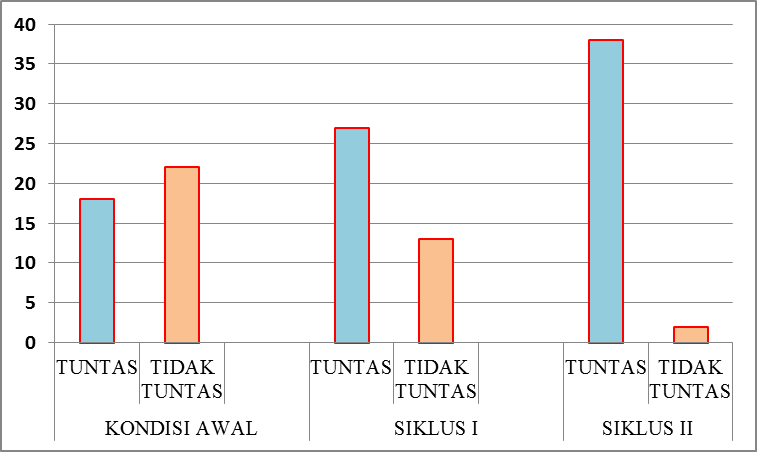 40
35
30
25
20
15
10
5
0
TUNTAS
TIDAK
TUNTAS
TUNTAS
TIDAK
TUNTAS
TUNTAS
TIDAK
TUNTAS
KONDISI AWAL
SIKLUS I
SIKLUS II